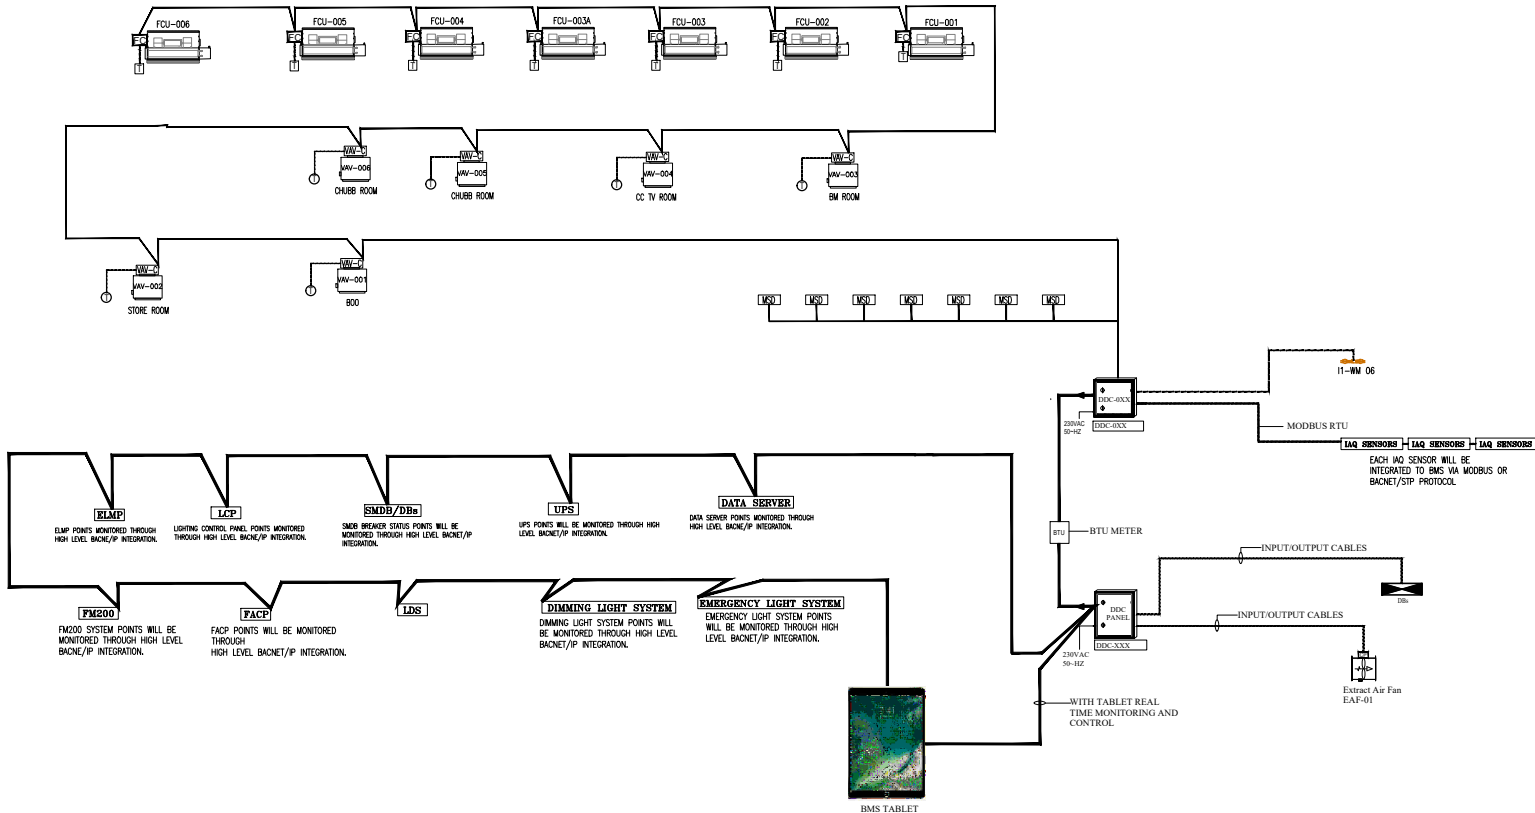 FCU-006
FCU-005
FCU-004
FCU-003A
FCU-003
FCU-002
FCU-001
FC
FC
FC
FC
FC
FC
FC
T
T
T
T
T
T
T
VAV-C
VAV-C
VAV-C
VAV-C
VAV-006
VAV-005
VAV-004
VAV-003
T
T
T
T
CHUBB ROOM
CHUBB ROOM
CC TV ROOM
BM ROOM
VAV-C
VAV-C
VAV-002
VAV-001
T
T
STORE ROOM
BOO
MSD
MSD
MSD
MSD
MSD
MSD
MSD
I1-WM 06
DDC-0XX
230VAC
50~HZ
DDC-0XX
MODBUS RTU
IAQ SENSORS
IAQ SENSORS
IAQ SENSORS
EACH IAQ SENSOR WILL BE
INTEGRATED TO BMS VIA MODBUS OR
BACNET/STP PROTOCOL
ELMP
ELMP POINTS MONITORED THROUGH
HIGH LEVEL BACNE/IP INTEGRATION.
LCP
LIGHTING CONTROL PANEL POINTS MONITORED
THROUGH HIGH LEVEL BACNE/IP INTEGRATION.
SMDB/DBs
SMDB BREAKER STATUS POINTS WILL BE
MONITORED THROUGH HIGH LEVEL BACNET/IP
INTEGRATION.
UPS
UPS POINTS WILL BE MONITORED THROUGH HIGH
LEVEL BACNET/IP INTEGRATION.
DATA SERVER
DATA SERVER POINTS MONITORED THROUGH
HIGH LEVEL BACNET/IP INTEGRATION.
BTU
BTU METER
INPUT/OUTPUT CABLES
DBs
FM200
FM200 SYSTEM POINTS WILL BE
MONITORED THROUGH HIGH LEVEL
BACNE/IP INTEGRATION.
FACP
FACP POINTS WILL BE MONITORED
THROUGH
HIGH LEVEL BACNET/IP INTEGRATION.
LDS
DIMMING LIGHT SYSTEM
DIMMING LIGHT SYSTEM POINTS WILL
BE MONITORED THROUGH HIGH LEVEL
BACNET/IP INTEGRATION.
EMERGENCY LIGHT SYSTEM
EMERGENCY LIGHT SYSTEM POINTS
WILL BE MONITORED THROUGH HIGH
LEVEL BACNET/IP INTEGRATION.
DDC
PANEL
230VAC
50~HZ
DDC-XXX
INPUT/OUTPUT CABLES
Extract Air Fan
EAF-01
WITH TABLET REAL
TIME MONITORING AND
CONTROL
BMS TABLET